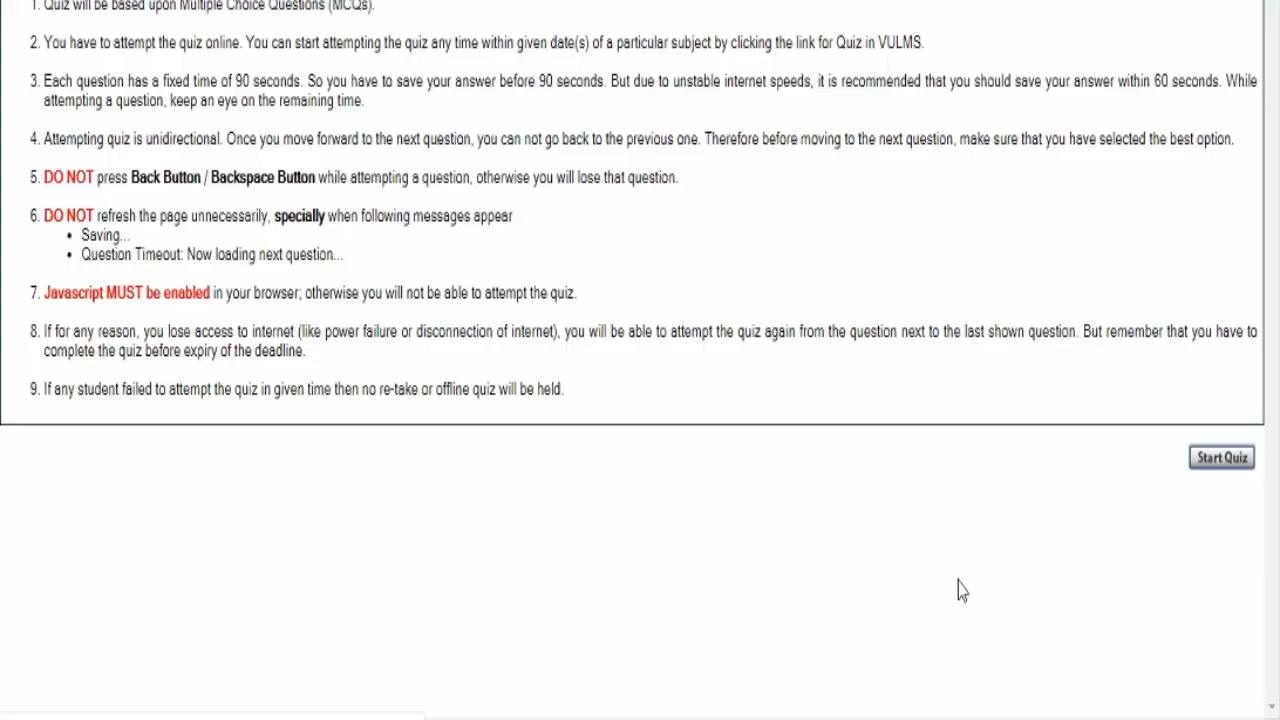 1. Quiz will be based upon Multiple Choice Questions (MCQs).
2. You have to attempt the quiz online. You can start attempting the quiz any time within given date(s) of a particular subject by clicking the link for Quiz in VULMS.
3. Each question has a fixed time of 90 seconds. So you have to save your answer before 90 seconds. But due to unstable internet speeds, it is recommended that you should save your answer within 60 seconds. While
attempting a question, keep an eye on the remaining time.
4. Attempting quiz is unidirectional. Once you move forward to the next question, you can not go back to the previous one. Therefore before moving to the next question, make sure that you have selected the best option.
5. DO NOT press Back Button / Backspace Button while attempting a question, otherwise you will lose that question.
6. DO NOT refresh the page unnecessarily, specially when following messages appear
• Saving...
• Question Timeout: Now loading next question...
7. Javascript MUST be enabled in your browser; otherwise you will not be able to attempt the quiz.
8. If for any reason, you lose access to internet (like power failure or disconnection of internet), you will be able to attempt the quiz again from the question next to the last shown question. But remember that you have to
complete the quiz before expiry of the deadline.
9. If any student failed to attempt the quiz in given time then no re-take or offline quiz will be held.
Start Quiz